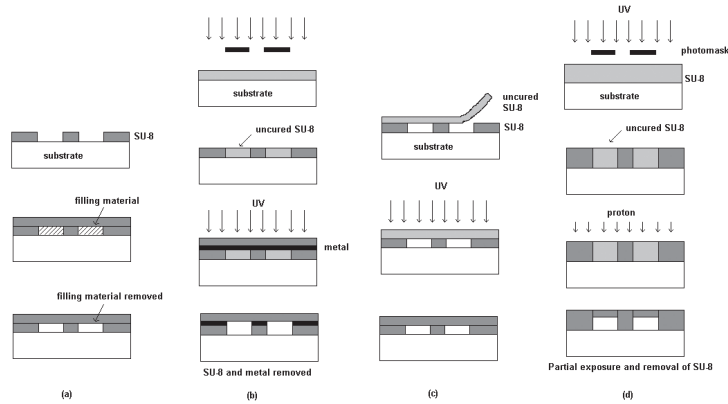 SU-8
substrate
filling material
filling material removed
(a)
substrate
uncured SU-8
UV
metal
SU-8 and metal removed
(b)
uncured
SU-8
SU-8
substrate
UV
(c)
UV
photomask
SU-8
substrate
uncured SU-8
proton
Partial exposure and removal of SU-8
(d)